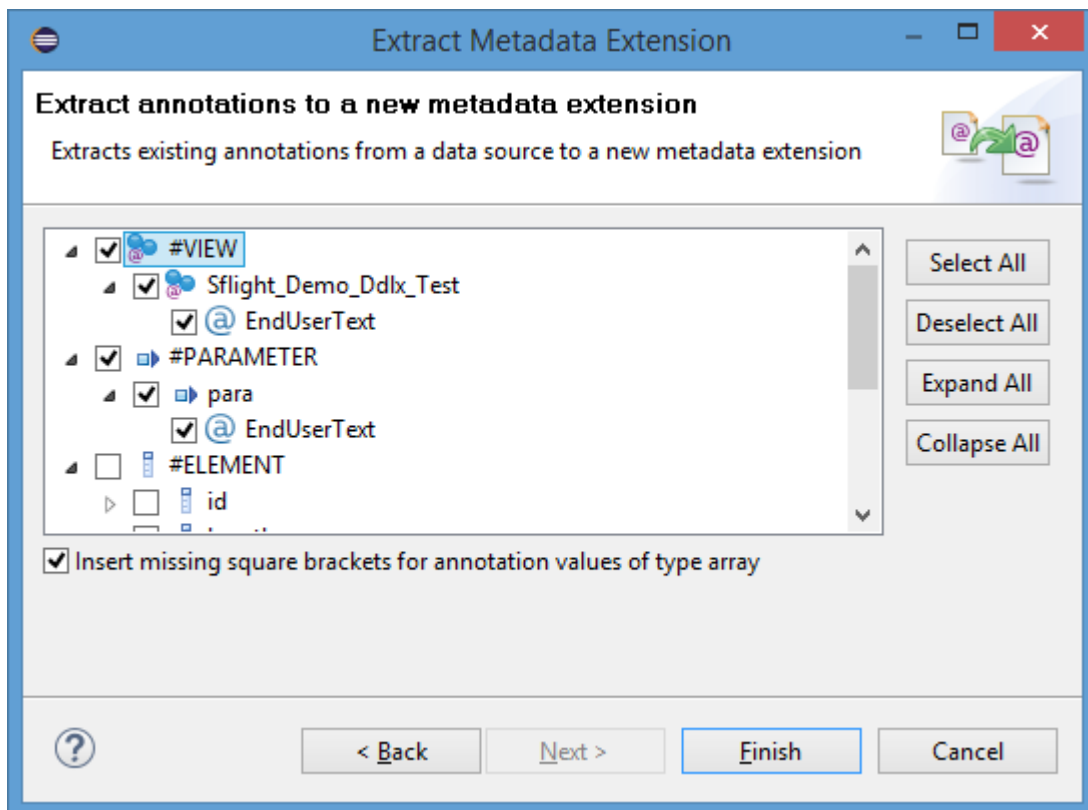 Extract Metadata Extension
Extract annotations to a new metadata extension
Extracts existing annotations from a data source to a new metadata extension
#VIEW
Sflight_Demo_Ddlx_Test
@ EndUserText
#PARAMETER
para
@ EndUserText
#ELEMENT
id
Select All
Deselect All
Expand All
Collapse All
Insert missing square brackets for annotation values of type array
? < Back Next > Finish Cancel